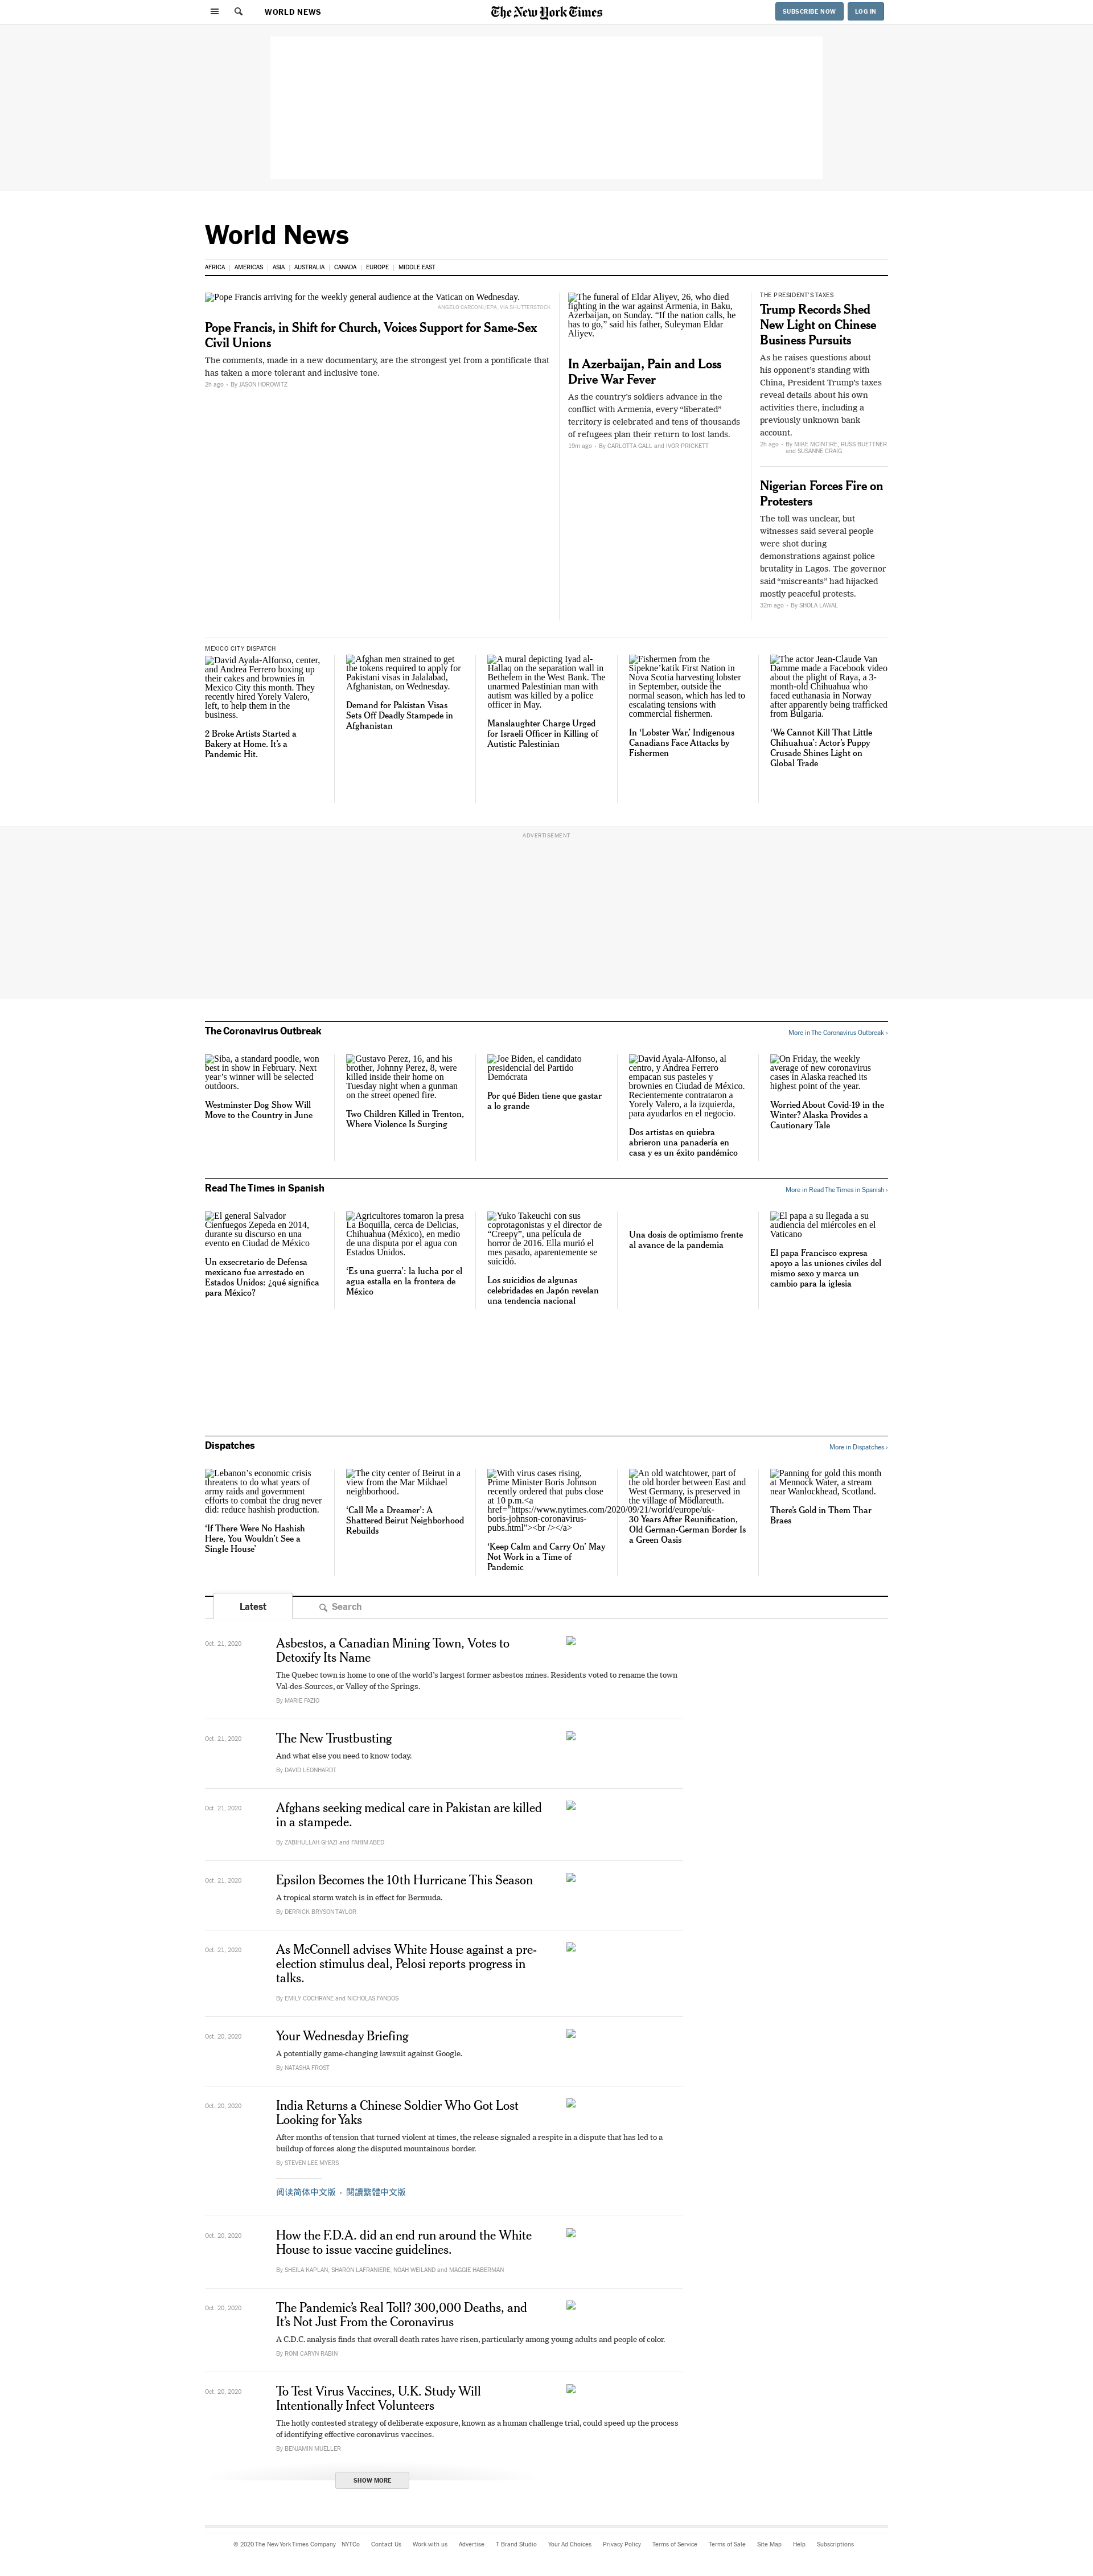 WORLD NEWS
The New York Times
SUBSCRIBE NOW
LOG IN
World News
AFRICA
AMERICAS
ASIA
AUSTRALIA
CANADA
EUROPE
MIDDLE EAST
Pope Francis arriving for the weekly general audience at the Vatican on Wednesday.
ANGELO CARCONI/EPA, VIA SHUTTERSTOCK
Pope Francis, in Shift for Church, Voices Support for Same-Sex
Civil Unions
The comments, made in a new documentary, are the strongest yet from a pontificate that
has taken a more tolerant and inclusive tone.
2h ago - By JASON HOROWITZ
The funeral of Eldar Aliyev, 26, who died
fighting in the war against Armenia, in Baku,
Azerbaijan, on Sunday. “If the nation calls, he
has to go,” said his father, Suleyman Eldar
Aliyev.
In Azerbaijan, Pain and Loss
Drive War Fever
As the country’s soldiers advance in the
conflict with Armenia, every “liberated”
territory is celebrated and tens of thousands
of refugees plan their return to lost lands.
19m ago - By CARLOTTA GALL and IVOR PRICKETT
THE PRESIDENT’S TAXES
Trump Records Shed
New Light on Chinese
Business Pursuits
As he raises questions about
his opponent’s standing with
China, President Trump’s taxes
reveal details about his own
activities there, including a
previously unknown bank
account.
2h ago - By MIKE MCINTIRE, RUSS BUETTNER
and SUSANNE CRAIG
Nigerian Forces Fire on
Protesters
The toll was unclear, but
witnesses said several people
were shot during
demonstrations against police
brutality in Lagos. The governor
said “miscreants” had hijacked
mostly peaceful protests.
32m ago - By SHOLA LAWAL
MEXICO CITY DISPATCH
David Ayala-Alfonso, center,
and Andrea Ferrero boxing up
their cakes and brownies in
Mexico City this month. They
recently hired Yorely Valero,
left, to help them in the
business.
2 Broke Artists Started a
Bakery at Home. It’s a
Pandemic Hit.
Afghan men strained to get
the tokens required to apply for
Pakistani visas in Jalalabad,
Afghanistan, on Wednesday.
Demand for Pakistan Visas
Sets Off Deadly Stampede in
Afghanistan
A mural depicting Iyad al-
Hallaq on the separation wall in
Bethelem in the West Bank. The
unarmed Palestinian man with
autism was killed by a police
officer in May.
Manslaughter Charge Urged
for Israeli Officer in Killing of
Autistic Palestinian
Fishermen from the
Sipekne’katik First Nation in
Nova Scotia harvesting lobster
in September, outside the
normal season, which has led to
escalating tensions with
commercial fishermen.
In ‘Lobster War,’ Indigenous
Canadians Face Attacks by
Fishermen
The actor Jean-Claude Van
Damme made a Facebook video
about the plight of Raya, a 3-
month-old Chihuahua who
faced euthanasia in Norway
after apparently being trafficked
from Bulgaria.
‘We Cannot Kill That Little
Chihuahua’: Actor’s Puppy
Crusade Shines Light on
Global Trade
ADVERTISEMENT
The Coronavirus Outbreak
More in The Coronavirus Outbreak ›
Siba, a standard poodle, won
best in show in February. Next
year’s winner will be selected
outdoors.
Westminster Dog Show Will
Move to the Country in June
Gustavo Perez, 16, and his
brother, Johnny Perez, 8, were
killed inside their home on
Tuesday night when a gunman
on the street opened fire.
Two Children Killed in Trenton,
Where Violence Is Surging
Joe Biden, el candidato
presidencial del Partido
Demócrata
Por qué Biden tiene que gastar
a lo grande
David Ayala-Alfonso, al
centro, y Andrea Ferrero
empacan sus pasteles y
brownies en Ciudad de México.
Recientemente contrataron a
Yorely Valero, a la izquierda,
para ayudarlos en el negocio.
Dos artistas en quiebra
abrieron una panadería en
casa y es un éxito pandémico
On Friday, the weekly
average of new coronavirus
cases in Alaska reached its
highest point of the year.
Worried About Covid-19 in the
Winter? Alaska Provides a
Cautionary Tale
Read The Times in Spanish
More in Read The Times in Spanish ›
El general Salvador
Cienfuegos Zepeda en 2014,
durante su discurso en una
evento en Ciudad de México
Un exsecretario de Defensa
mexicano fue arrestado en
Estados Unidos: ¿qué significa
para México?
Agricultores tomaron la presa
La Boquilla, cerca de Delicias,
Chihuahua (México), en medio
de una disputa por el agua con
Estados Unidos.
‘Es una guerra’: la lucha por el
agua estalla en la frontera de
México
Yuko Takeuchi con sus
coprotagonistas y el director de
“Creepy”, una película de
horror de 2016. Ella murió el
mes pasado, aparentemente se
suicidó.
Los suicidios de algunas
celebridades en Japón revelan
una tendencia nacional
Una dosis de optimismo frente
al avance de la pandemia
El papa a su llegada a su
audiencia del miércoles en el
Vaticano
El papa Francisco expresa
apoyo a las uniones civiles del
mismo sexo y marca un
cambio para la iglesia
Dispatches
More in Dispatches ›
Lebanon’s economic crisis
threatens to do what years of
army raids and government
efforts to combat the drug never
did: reduce hashish production.
‘If There Were No Hashish
Here, You Wouldn’t See a
Single House’
The city center of Beirut in a
view from the Mar Mikhael
neighborhood.
‘Call Me a Dreamer’: A
Shattered Beirut Neighborhood
Rebuilds
With virus cases rising,
Prime Minister Boris Johnson
recently ordered that pubs close
at 10 p.m.<a
href="https://www.nytimes.com/2020/09/21/world/europe/uk-
boris-johnson-coronavirus-
pubs.html"><br /></a>
‘Keep Calm and Carry On’ May
Not Work in a Time of
Pandemic
An old watchtower, part of
the old border between East and
West Germany, is preserved in
the village of Mödlareuth.
30 Years After Reunification,
Old German-German Border Is
a Green Oasis
Panning for gold this month
at Mennock Water, a stream
near Wanlockhead, Scotland.
There’s Gold in Them Thar
Braes
Latest
Search
Oct. 21, 2020
Asbestos, a Canadian Mining Town, Votes to
Detoxify Its Name
The Quebec town is home to one of the world’s largest former asbestos mines. Residents voted to rename the town
Val-des-Sources, or Valley of the Springs.
By MARIE FAZIO
Oct. 21, 2020
The New Trustbusting
And what else you need to know today.
By DAVID LEONHARDT
Oct. 21, 2020
Afghans seeking medical care in Pakistan are killed
in a stampede.
By ZABIHULLAH GHAZI and FAHIM ABED
Oct. 21, 2020
Epsilon Becomes the 10th Hurricane This Season
A tropical storm watch is in effect for Bermuda.
By DERRICK BRYSON TAYLOR
Oct. 21, 2020
As McConnell advises White House against a pre-
election stimulus deal, Pelosi reports progress in
talks.
By EMILY COCHRANE and NICHOLAS FANDOS
Oct. 20, 2020
Your Wednesday Briefing
A potentially game-changing lawsuit against Google.
By NATASHA FROST
Oct. 20, 2020
India Returns a Chinese Soldier Who Got Lost
Looking for Yaks
After months of tension that turned violent at times, the release signaled a respite in a dispute that has led to a
buildup of forces along the disputed mountainous border.
By STEVEN LEE MYERS
阅读简体中文版 - 閱讀繁體中文版
Oct. 20, 2020
How the F.D.A. did an end run around the White
House to issue vaccine guidelines.
By SHEILA KAPLAN, SHARON LAFRANIERE, NOAH WEILAND and MAGGIE HABERMAN
Oct. 20, 2020
The Pandemic’s Real Toll? 300,000 Deaths, and
It’s Not Just From the Coronavirus
A C.D.C. analysis finds that overall death rates have risen, particularly among young adults and people of color.
By RONI CARYN RABIN
Oct. 20, 2020
To Test Virus Vaccines, U.K. Study Will
Intentionally Infect Volunteers
The hotly contested strategy of deliberate exposure, known as a human challenge trial, could speed up the process
of identifying effective coronavirus vaccines.
By BENJAMIN MUELLER
SHOW MORE
© 2020 The New York Times Company
NYTCo
Contact Us
Work with us
Advertise
T Brand Studio
Your Ad Choices
Privacy Policy
Terms of Service
Terms of Sale
Site Map
Help
Subscriptions